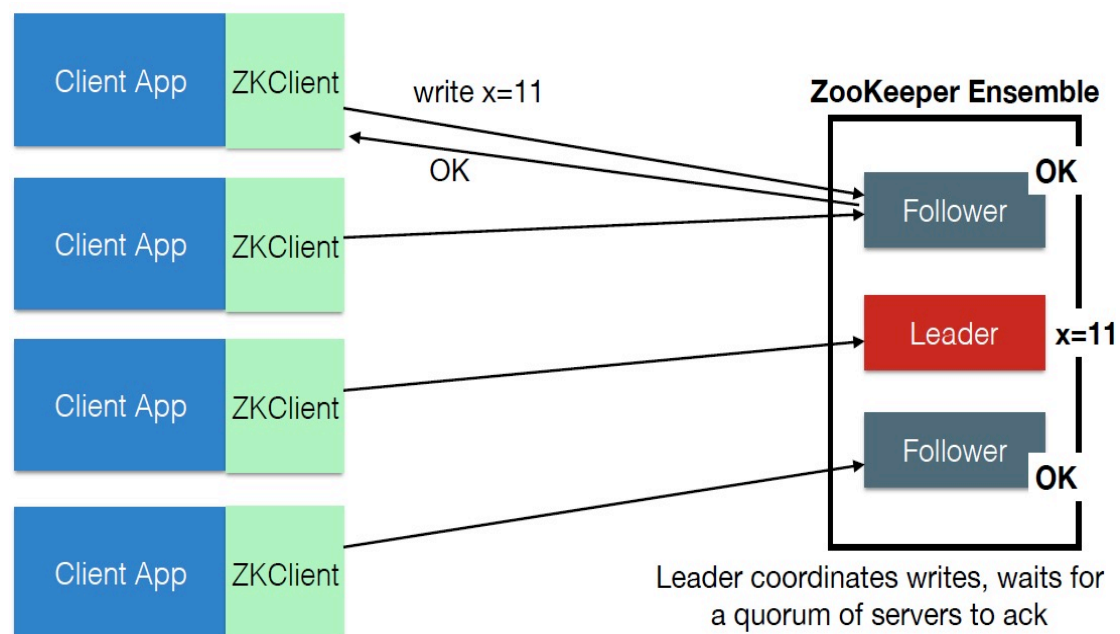 Client App
ZKClient
write x=11
OK
ZooKeeper Ensemble
OK
Follower
Client App
ZKClient
Leader
x=11
Client App
ZKClient
Follower
OK
Client App
ZKClient
Leader coordinates writes, waits for
a quorum of servers to ack